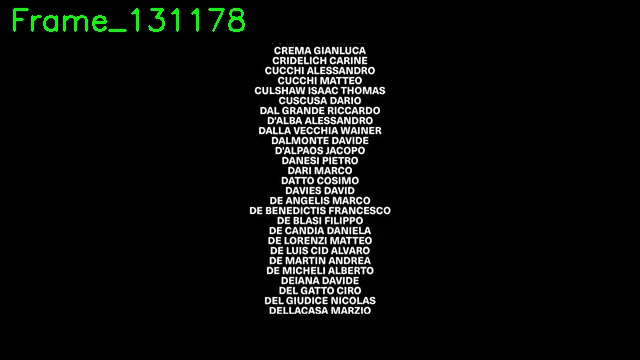 Frame_131178
CREMA GIANLUCA
CRIDELICH CARINE
CUCCHI ALESSANDRO
CUCCHI MATTEO
CULSHAW ISAAC THOMAS
CUSCUSA DARIO
DAL GRANDE RICCARDO
D'ALBA ALESSANDRO
DALLA VECCHIA WAINER
DALMONTE DAVIDE
D'ALPAOS JACOPO
DANESI PIETRO
DARI MARCO
DATTO COSIMO
DAVIES DAVID
DE ANGELIS MARCO
DE BENEDICTIS FRANCESCO
DE BLASI FILIPPO
DE CANDIA DANIELA
DE LORENZI MATTEO
DE LUIS CID ALVARO
DE MARTIN ANDREA
DE MICHELI ALBERTO
DEIANA DAVIDE
DEL GATTO CIRO
DEL GIUDICE NICOLAS
DELLACASA MARZIO